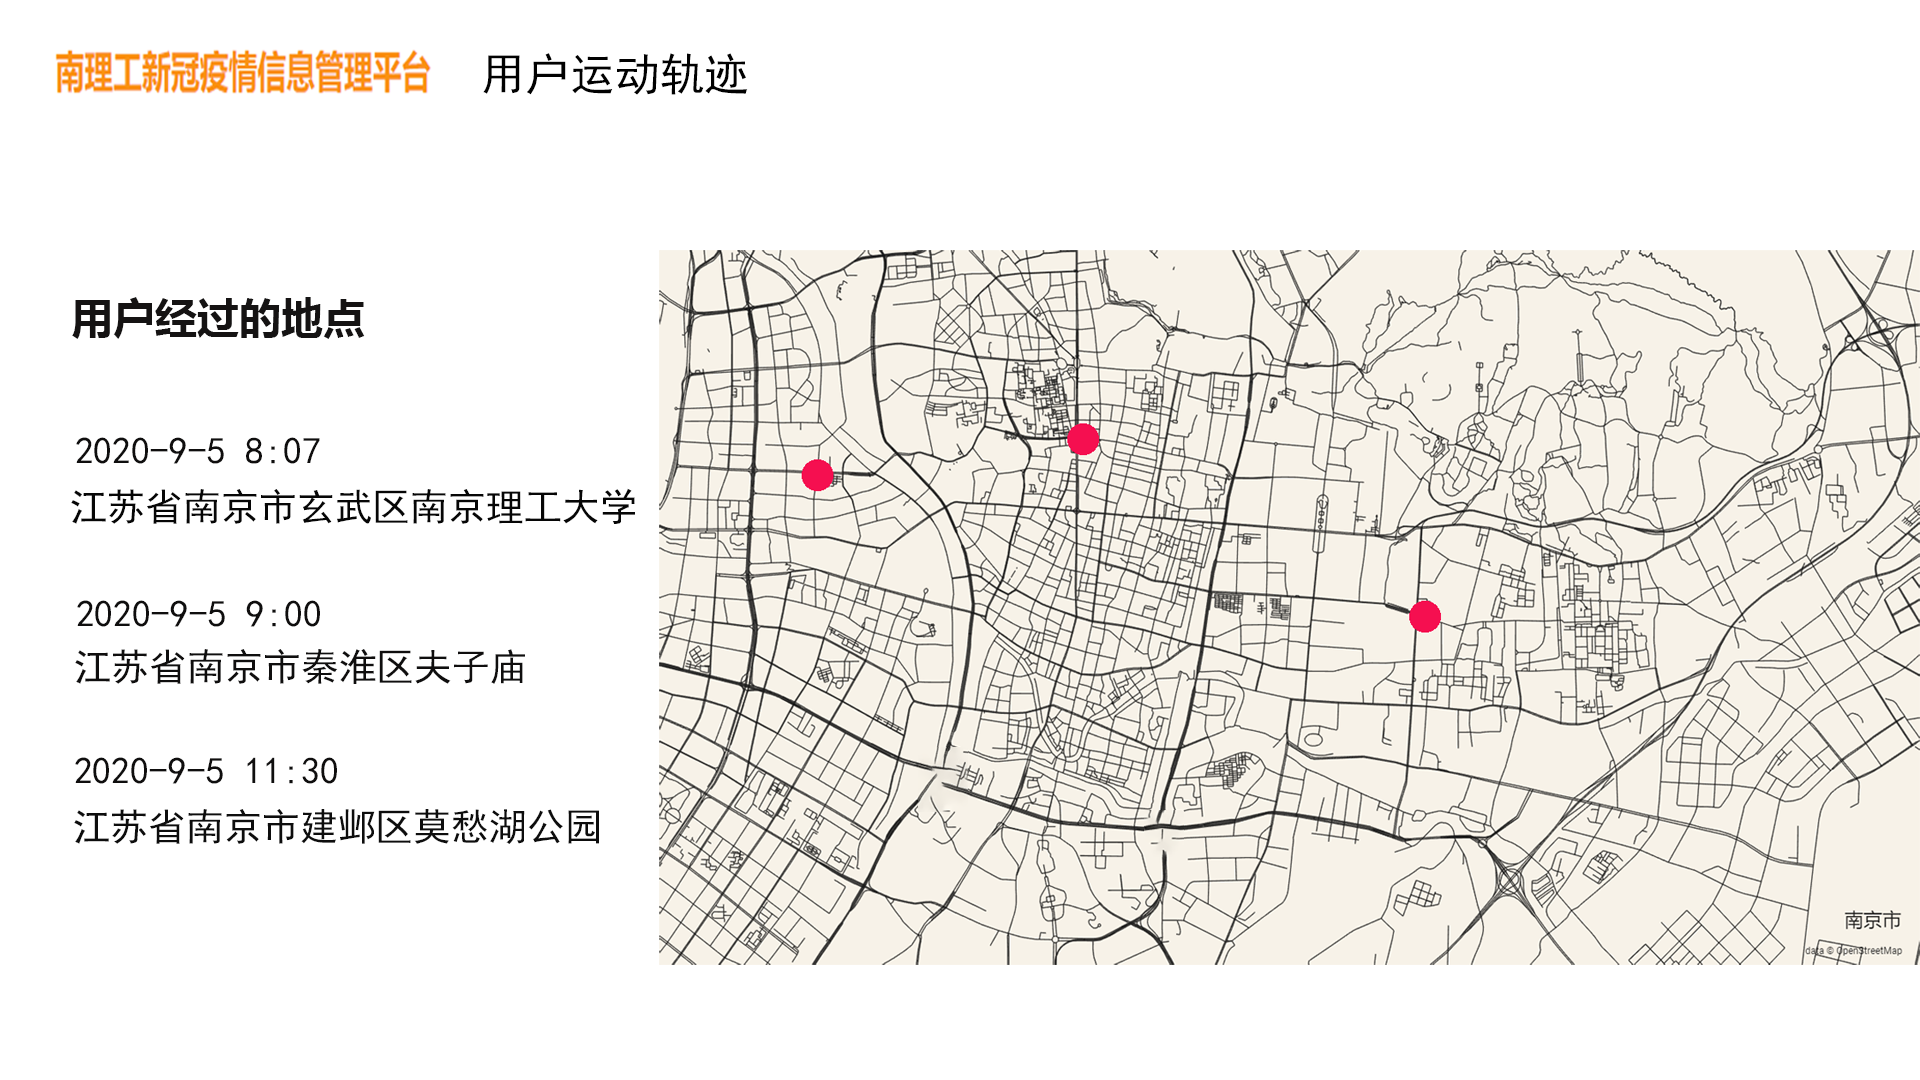 南理工新冠疫情信息管理平台 用户运动轨迹
用户经过的地点
2020-9-5 8:07
江苏省南京市玄武区南京理工大学
2020-9-5 9:00
江苏省南京市秦淮区夫子庙
2020-9-5 11:30
江苏省南京市建邺区莫愁湖公园
南京市
data © OpenStreetMap